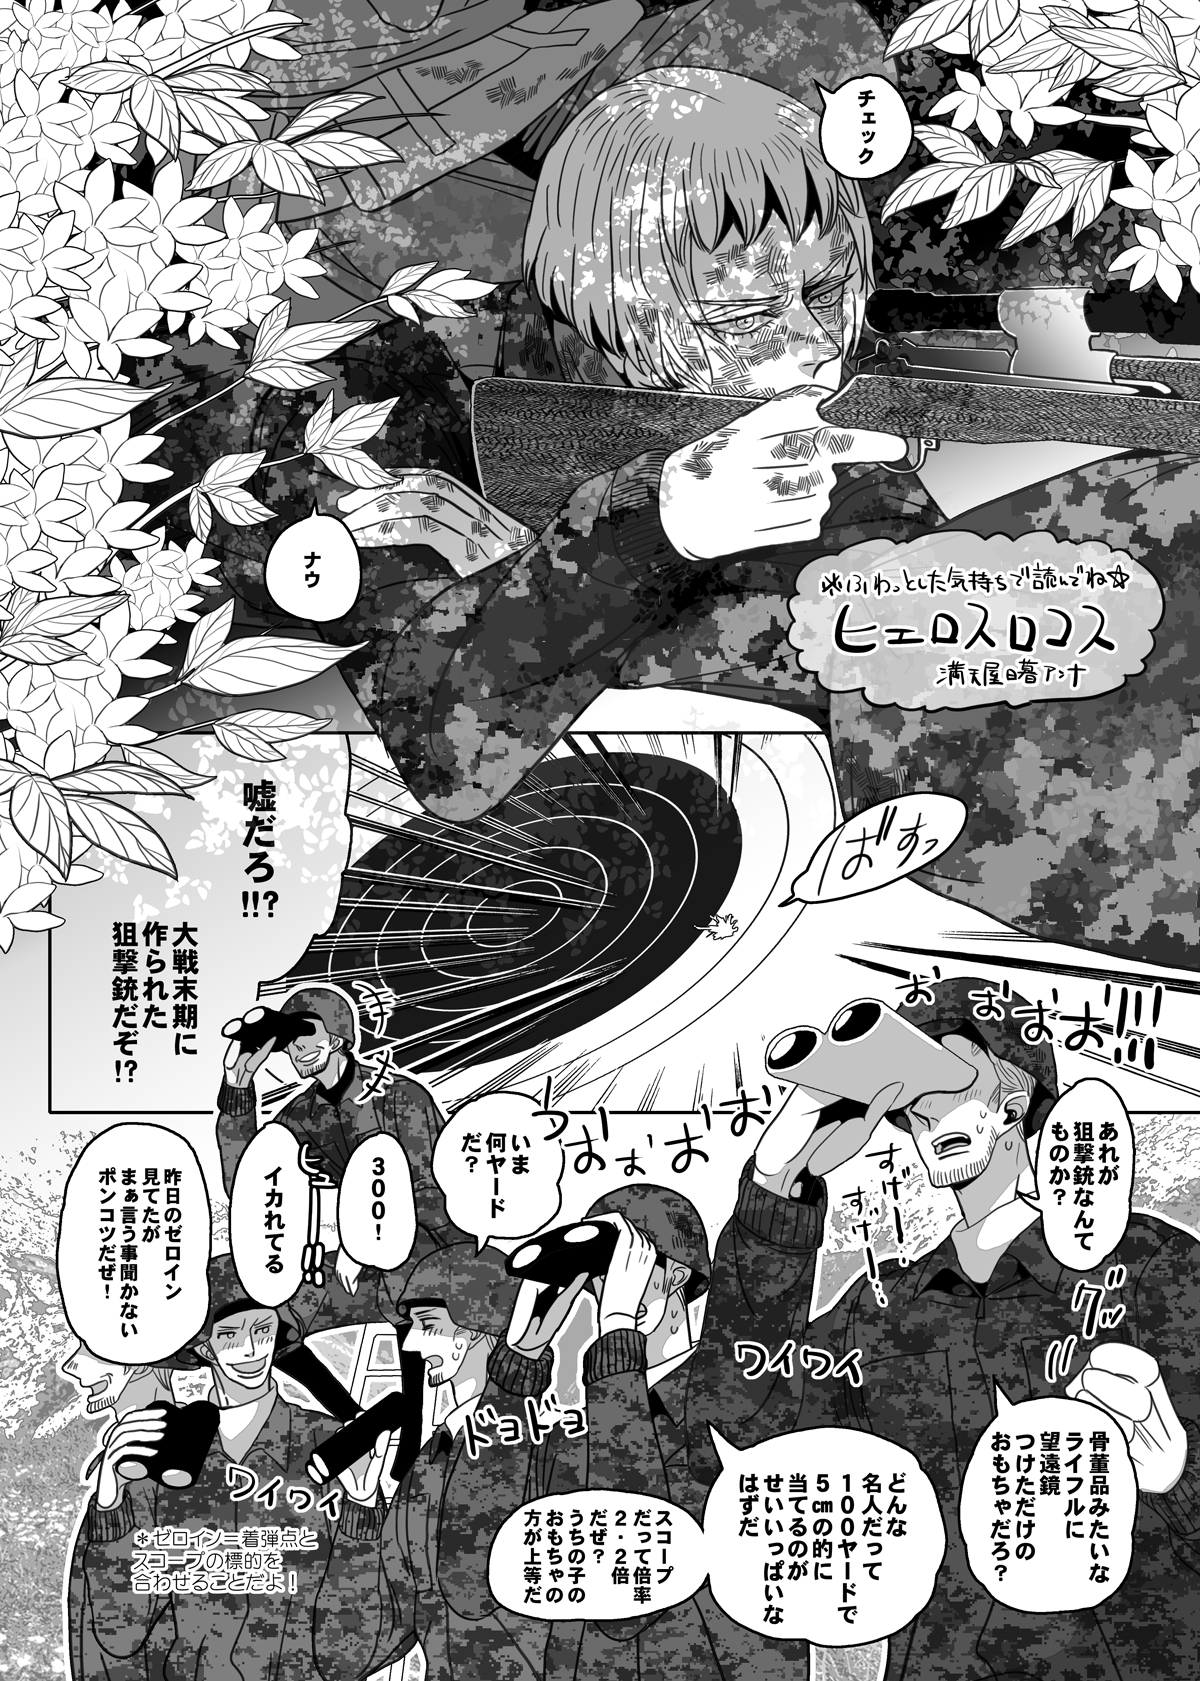 チェック
ナゥ
※ふわっとした気持ちで読んでね☆
ヒエロスロコス
満天屋日暮アンナ
ばすっ
嘘だろ!!?
大戦末期に
作られた
狙撃銃だぞ!?
おぉおぉ!!!
うぉぉおお
あれが
狙撃銃なんて
ものか?
すげー…
すげー…
グッ
いま
何ヤード
だ?
300!
イカれてる
ヒュー!!
昨日のゼロイン
見てたが
まぁ言う事聞かない
ポンコツだぜ!
ワイワイ
ドヨドヨ
ワイワイ
骨董品みたいな
ライフルに
望遠鏡
つけただけの
おもちゃだろ?
どんな
名人だって
100ヤードで
5cmの的に
当てるのが
せいいっぱいな
はずだ
スコープ
だって倍率
2.2倍
だぜ?
うちの子の
おもちゃの
方が上等だ
*ゼロイン=着弾点と
スコープの標的を
合わせることだよ!